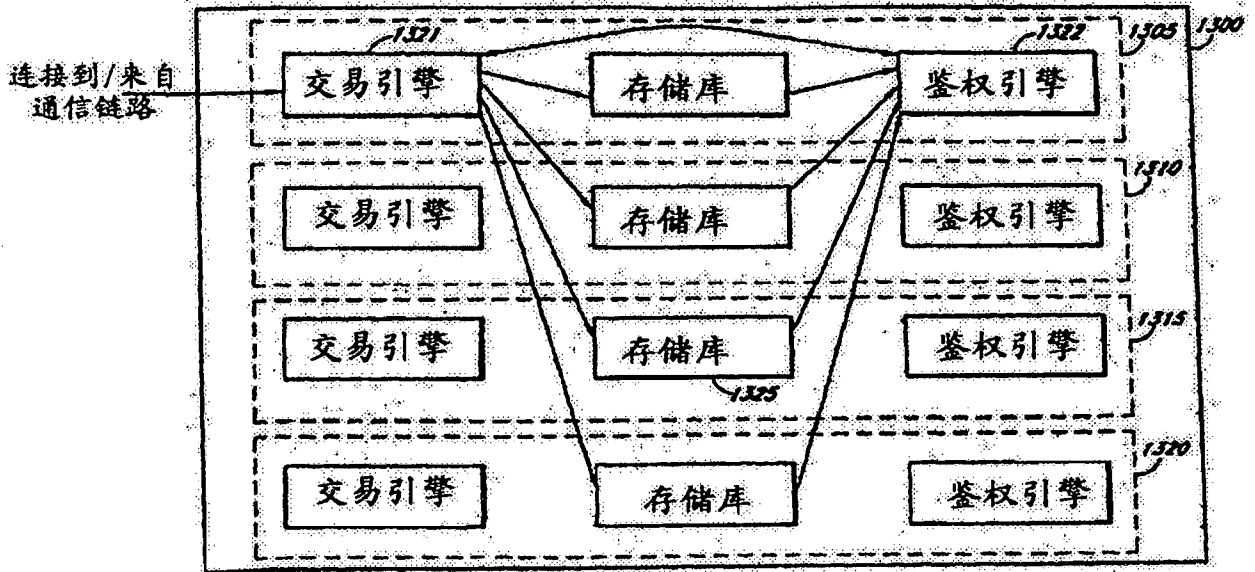 1321
1322
1305
1300
连接到/来自
通信链路
交易引擎
存储库
鉴权引擎
1310
交易引擎
存储库
鉴权引擎
1315
交易引擎
存储库
鉴权引擎
1325
1320
交易引擎
存储库
鉴权引擎